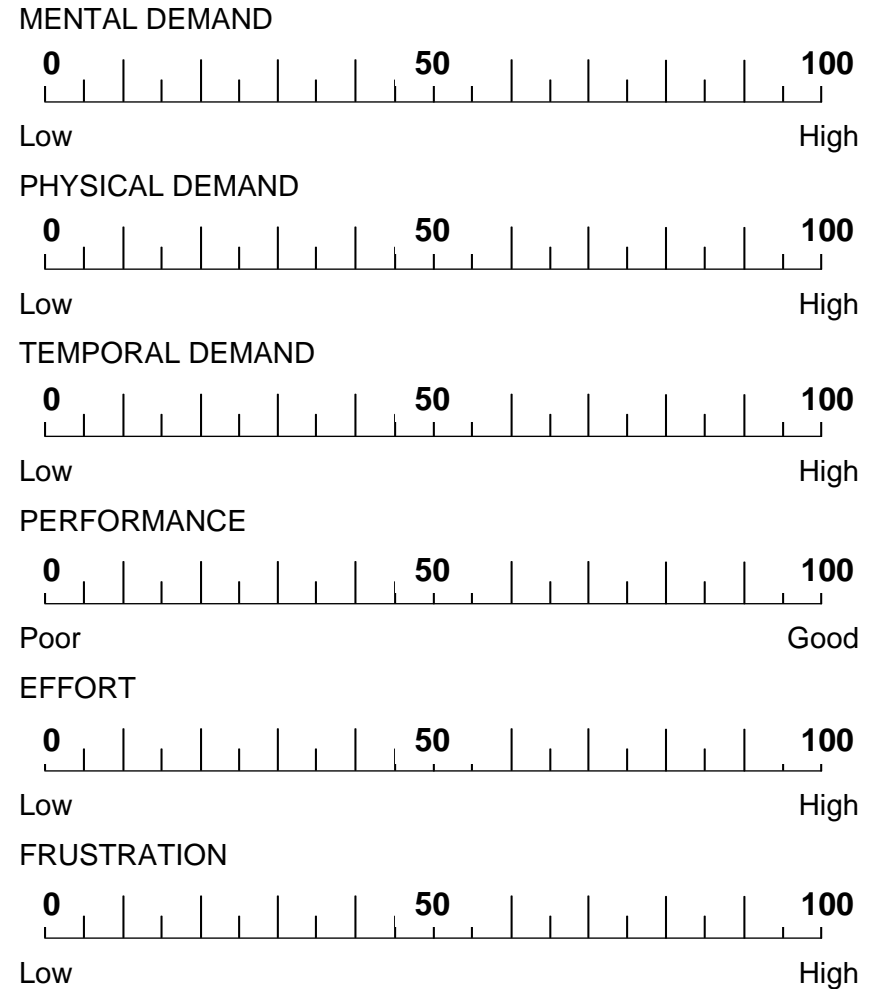 MENTAL DEMAND
0 50 100
Low High
PHYSICAL DEMAND
0 50 100
Low High
TEMPORAL DEMAND
0 50 100
Low High
PERFORMANCE
0 50 100
Poor Good
EFFORT
0 50 100
Low High
FRUSTRATION
0 50 100
Low High